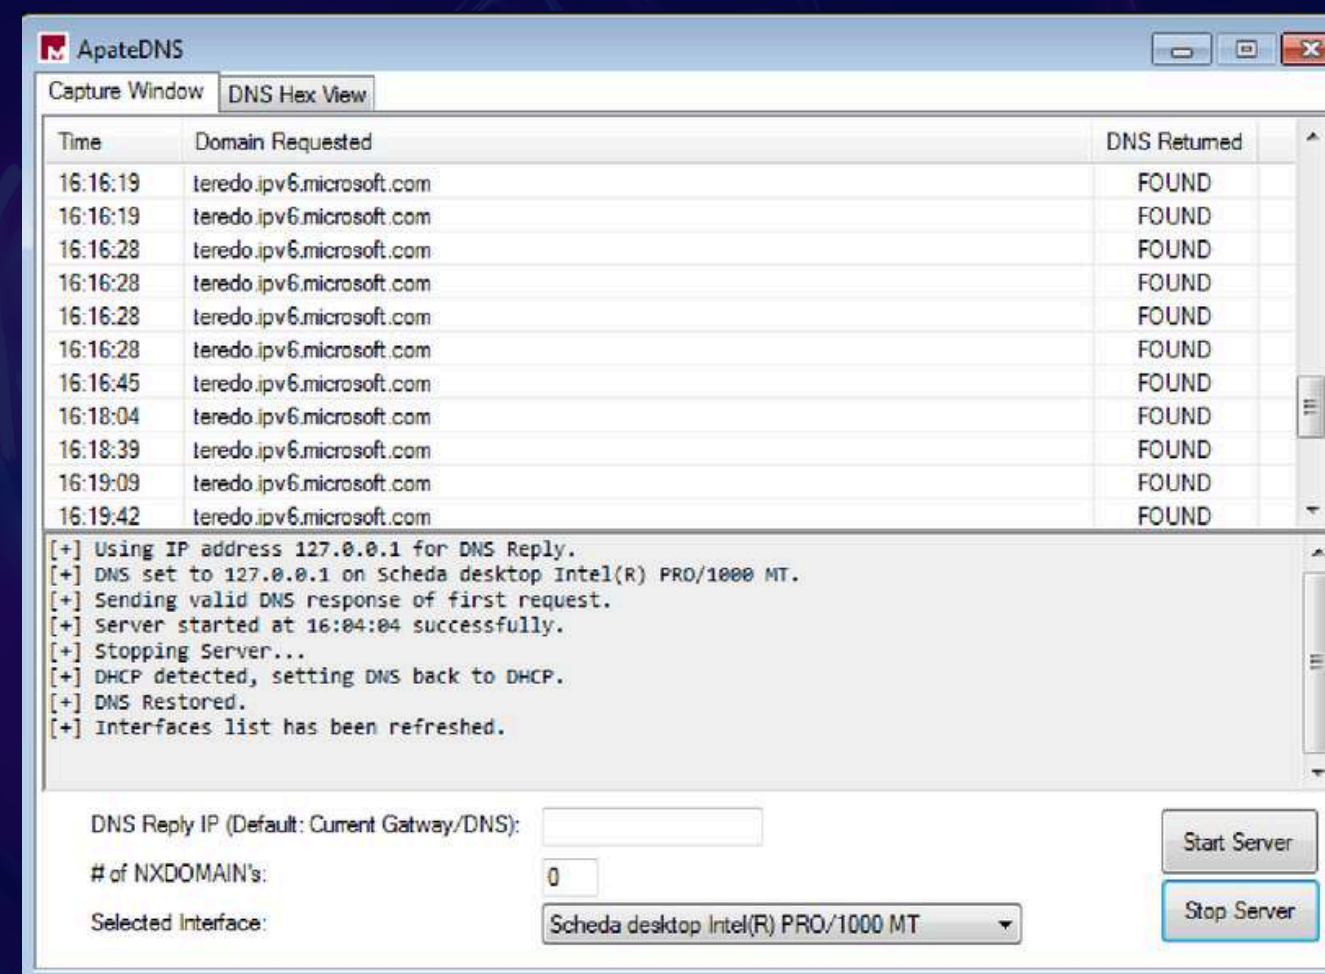 ApateDNS
Capture Window DNS Hex View
Time Domain Requested DNS Returned
16:16:19 teredo.ipv6.microsoft.com FOUND
16:16:19 teredo.ipv6.microsoft.com FOUND
16:16:28 teredo.ipv6.microsoft.com FOUND
16:16:28 teredo.ipv6.microsoft.com FOUND
16:16:28 teredo.ipv6.microsoft.com FOUND
16:16:28 teredo.ipv6.microsoft.com FOUND
16:16:45 teredo.ipv6.microsoft.com FOUND
16:18:04 teredo.ipv6.microsoft.com FOUND
16:18:39 teredo.ipv6.microsoft.com FOUND
16:19:09 teredo.ipv6.microsoft.com FOUND
16:19:42 teredo.ipv6.microsoft.com FOUND
[+] Using IP address 127.0.0.1 for DNS Reply.
[+] DNS set to 127.0.0.1 on Scheda desktop Intel(R) PRO/1000 MT.
[+] Sending valid DNS response of first request.
[+] Server started at 16:04:04 successfully.
[+] Stopping Server...
[+] DHCP detected, setting DNS back to DHCP.
[+] DNS Restored.
[+] Interfaces list has been refreshed.
DNS Reply IP (Default: Current Gatway/DNS):
# of NXDOMAIN's: 0
Selected Interface: Scheda desktop Intel(R) PRO/1000 MT
Start Server
Stop Server